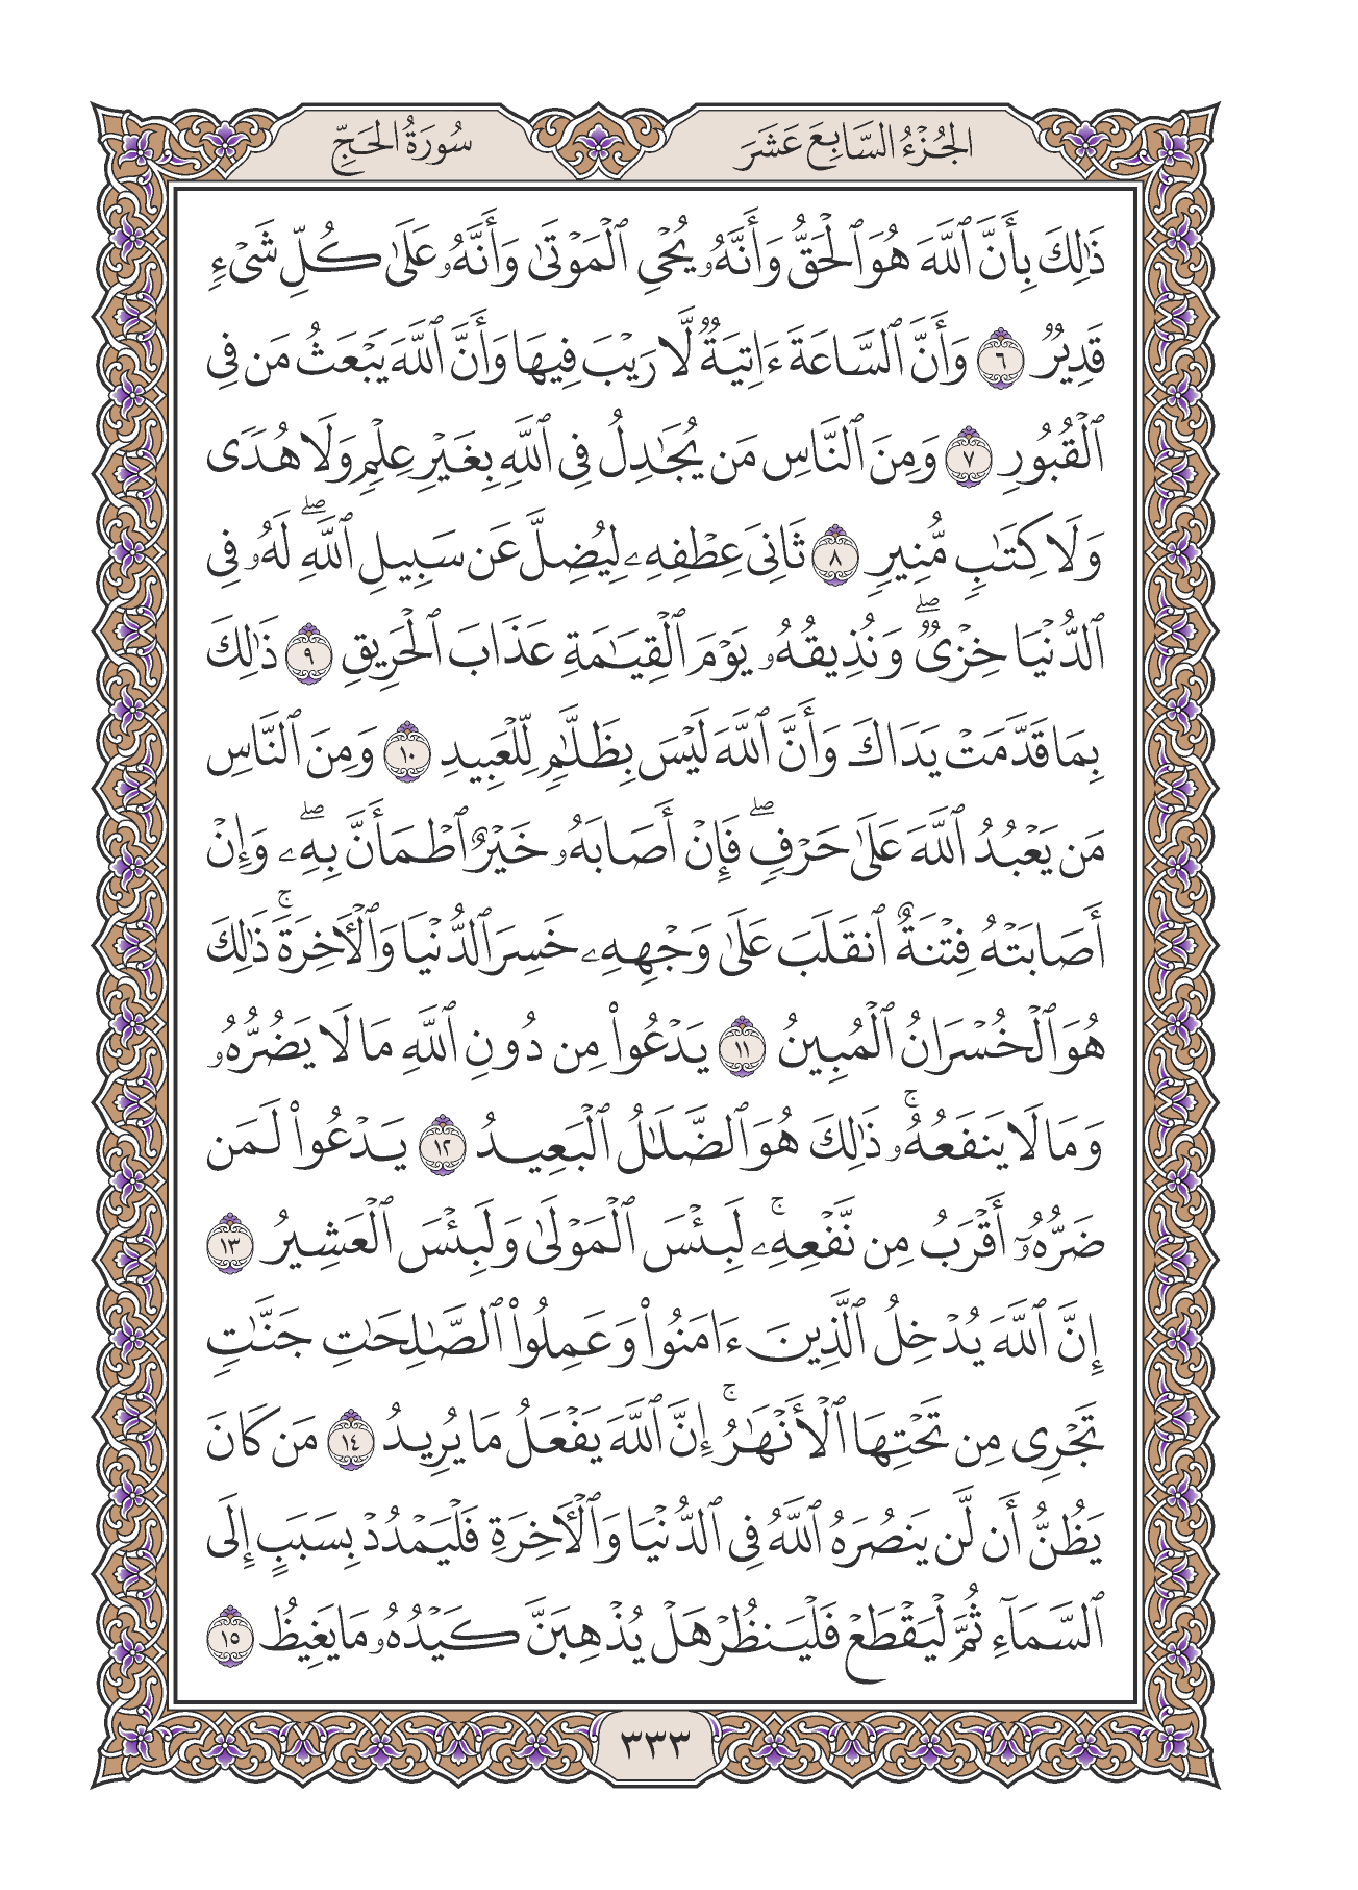 الجُزْءُ السَّابِعَ عَشَرَ
سُورَةُ الحَجِّ
ذَٰلِكَ بِأَنَّ ٱللَّهَ هُوَ ٱلْحَقُّ وَأَنَّهُۥ يُحْىِ ٱلْمَوْتَىٰ وَأَنَّهُۥ عَلَىٰ كُلِّ شَىْءٍ
قَدِيرٌ ٦ وَأَنَّ ٱلسَّاعَةَ ءَاتِيَةٌ لَّا رَيْبَ فِيهَا وَأَنَّ ٱللَّهَ يَبْعَثُ مَن فِى
ٱلْقُبُورِ ٧ وَمِنَ ٱلنَّاسِ مَن يُجَٰدِلُ فِى ٱللَّهِ بِغَيْرِ عِلْمٍ وَلَا هُدًى
وَلَا كِتَٰبٍ مُّنِيرٍ ٨ ثَانِىَ عِطْفِهِۦ لِيُضِلَّ عَن سَبِيلِ ٱللَّهِۖ لَهُۥ فِى
ٱلدُّنْيَا خِزْىٌۖ وَنُذِيقُهُۥ يَوْمَ ٱلْقِيَٰمَةِ عَذَابَ ٱلْحَرِيقِ ٩ ذَٰلِكَ
بِمَا قَدَّمَتْ يَدَاكَ وَأَنَّ ٱللَّهَ لَيْسَ بِظَلَّٰمٍ لِّلْعَبِيدِ ١٠ وَمِنَ ٱلنَّاسِ
مَن يَعْبُدُ ٱللَّهَ عَلَىٰ حَرْفٍۖ فَإِنْ أَصَابَهُۥ خَيْرٌ ٱطْمَأَنَّ بِهِۦۖ وَإِنْ
أَصَابَتْهُ فِتْنَةٌ ٱنقَلَبَ عَلَىٰ وَجْهِهِۦ خَسِرَ ٱلدُّنْيَا وَٱلْأٓخِرَةَۚ ذَٰلِكَ
هُوَ ٱلْخُسْرَانُ ٱلْمُبِينُ ١١ يَدْعُوا۟ مِن دُونِ ٱللَّهِ مَا لَا يَضُرُّهُۥ
وَمَا لَا يَنفَعُهُۥۚ ذَٰلِكَ هُوَ ٱلضَّلَٰلُ ٱلْبَعِيدُ ١٢ يَدْعُوا۟ لَمَن
ضَرُّهُۥٓ أَقْرَبُ مِن نَّفْعِهِۦۚ لَبِئْسَ ٱلْمَوْلَىٰ وَلَبِئْسَ ٱلْعَشِيرُ ١٣
إِنَّ ٱللَّهَ يُدْخِلُ ٱلَّذِينَ ءَامَنُوا۟ وَعَمِلُوا۟ ٱلصَّٰلِحَٰتِ جَنَّٰتٍ
تَجْرِى مِن تَحْتِهَا ٱلْأَنْهَٰرُۚ إِنَّ ٱللَّهَ يَفْعَلُ مَا يُرِيدُ ١٤ مَن كَانَ
يَظُنُّ أَن لَّن يَنصُرَهُ ٱللَّهُ فِى ٱلدُّنْيَا وَٱلْأٓخِرَةِ فَلْيَمْدُدْ بِسَبَبٍ إِلَى
ٱلسَّمَآءِ ثُمَّ لْيَقْطَعْ فَلْيَنظُرْ هَلْ يُذْهِبَنَّ كَيْدُهُۥ مَا يَغِيظُ ١٥
٣٣٣